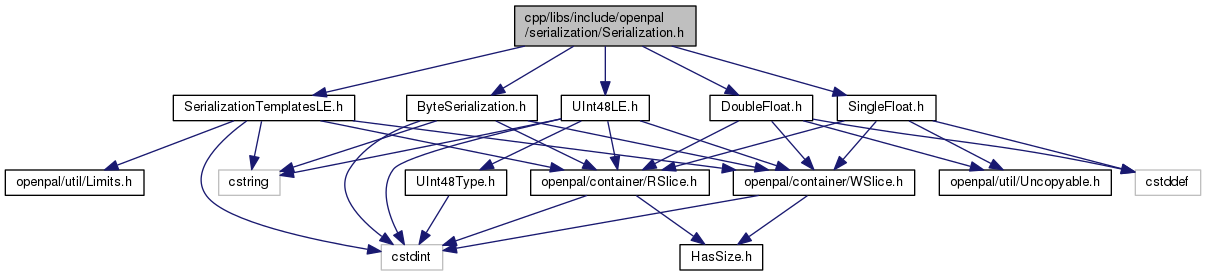 cpp/libs/include/openpal
/serialization/Serialization.h
SerializationTemplatesLE.h
ByteSerialization.h
UInt48LE.h
DoubleFloat.h
SingleFloat.h
openpal/util/Limits.h
cstring
UInt48Type.h
openpal/container/RSlice.h
openpal/container/WSlice.h
openpal/util/Uncopyable.h
cstddef
cstdint
HasSize.h